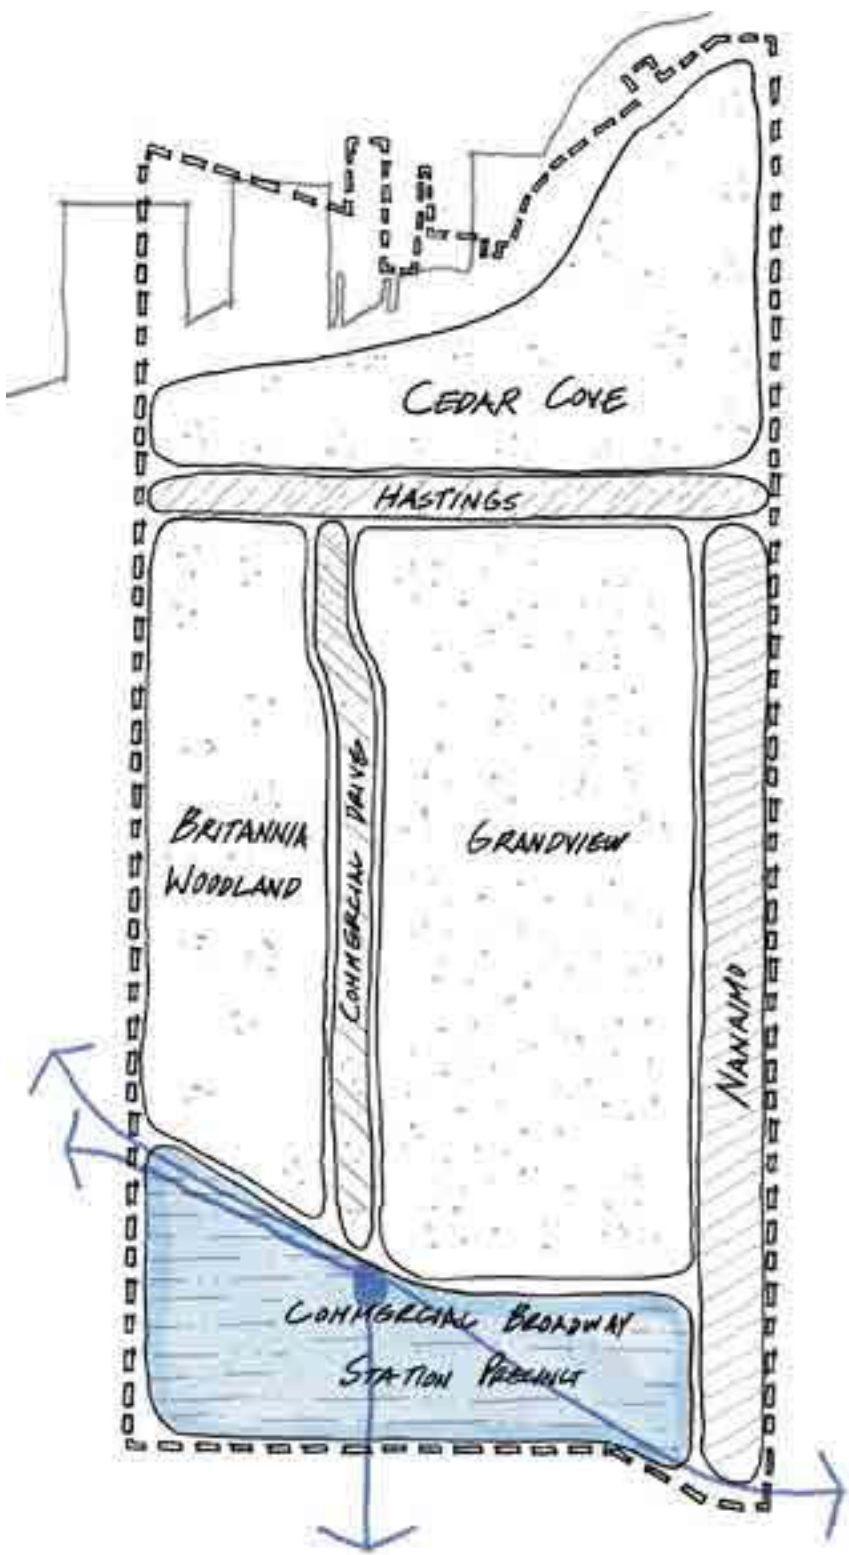 CEDAR COVE
HASTINGS
BRITANNIA
WOODLAND
COMMERCIAL DRIVE
GRANDVIEW
NANAIMO
COMMERCIAL BROADWAY
STATION PRECINCT